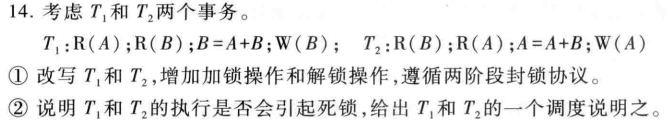 14. 考虑 T₁和 T₂两个事务。
T₁:R(A);R(B);B=A+B;W(B); T₂:R(B);R(A);A=A+B;W(A)
① 改写 T₁和 T₂,增加加锁操作和解锁操作,遵循两阶段封锁协议。
② 说明 T₁和 T₂的执行是否会引起死锁,给出 T₁和 T₂的一个调度说明之。